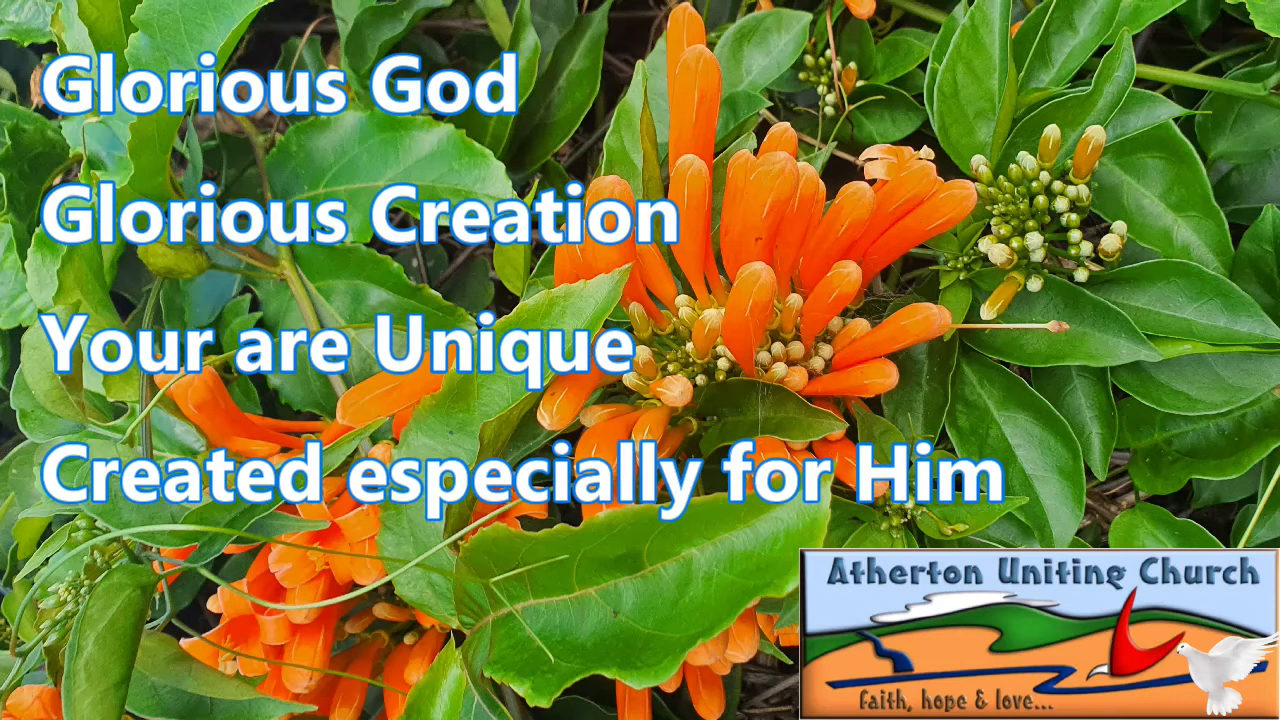 Glorious God
Glorious Creation
Your are Unique
Created especially for Him
Atherton Uniting Church
faith, hope & love...